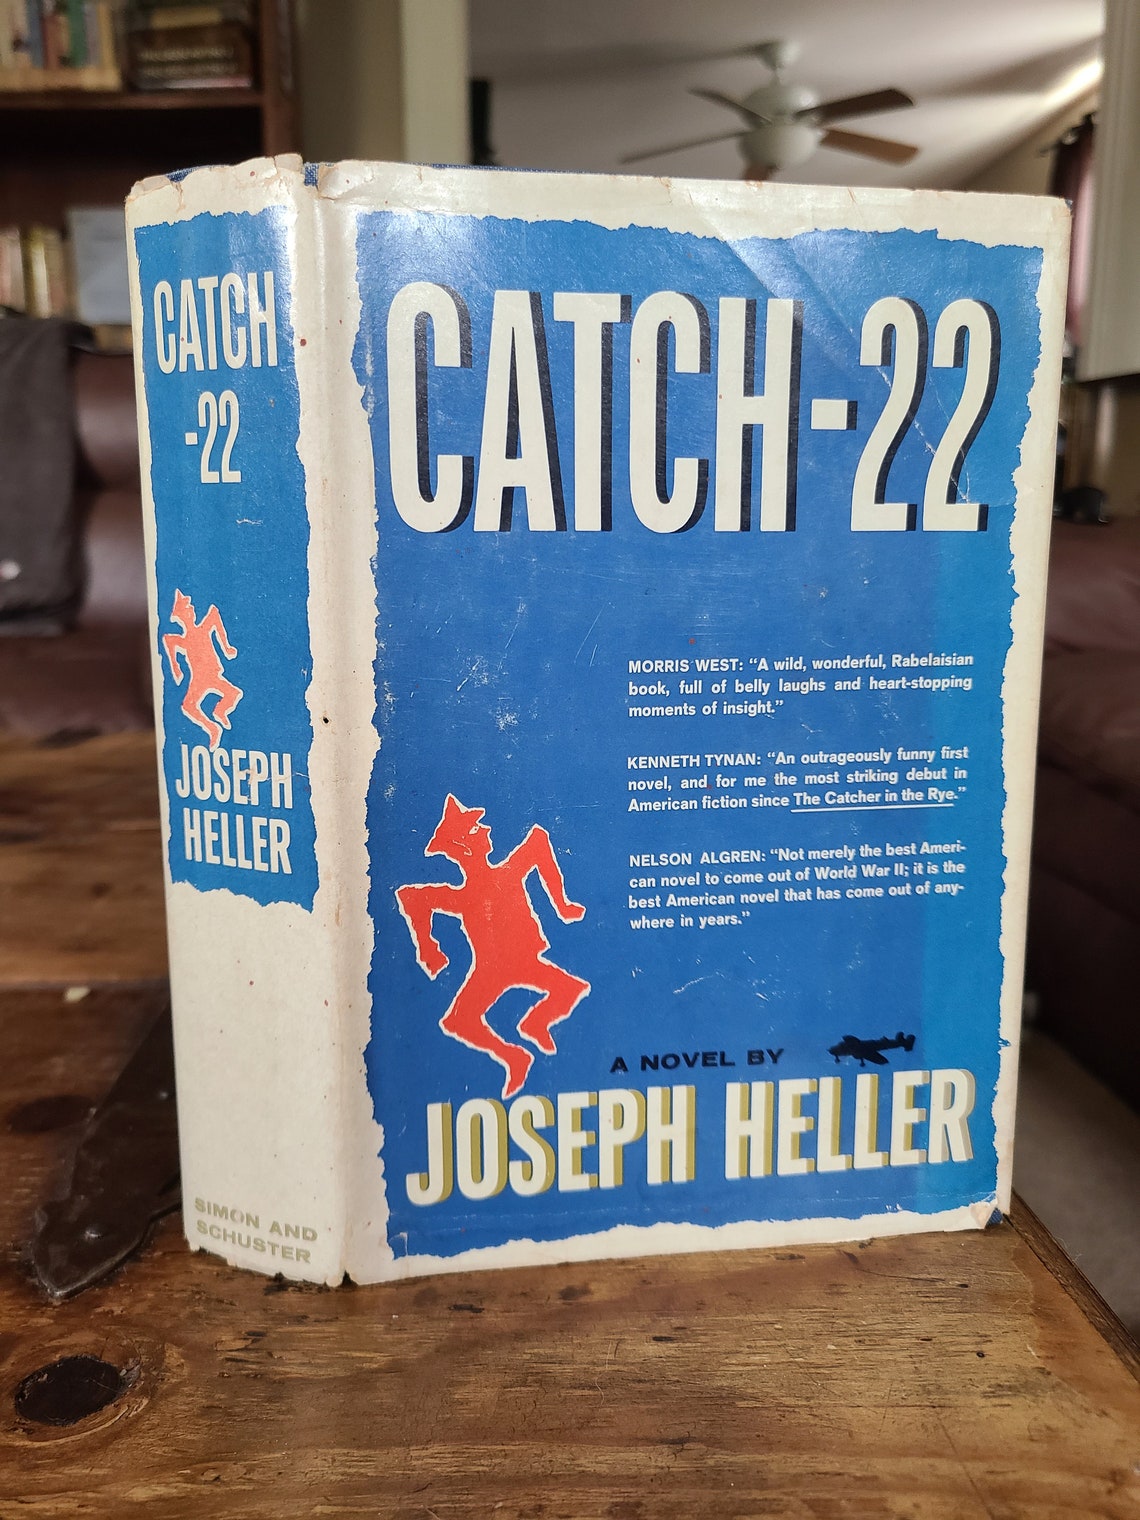 CATCH
-22
JOSEPH
HELLER
SIMON AND
SCHUSTER
CATCH-22
MORRIS WEST: “A wild, wonderful, Rabelaisian
book, full of belly laughs and heart-stopping
moments of insight.”
KENNETH TYNAN: “An outrageously funny first
novel, and for me the most striking debut in
American fiction since The Catcher in the Rye.”
NELSON ALGREN: “Not merely the best Ameri-
can novel to come out of World War II; it is the
best American novel that has come out of any-
where in years.”
A NOVEL BY
JOSEPH HELLER